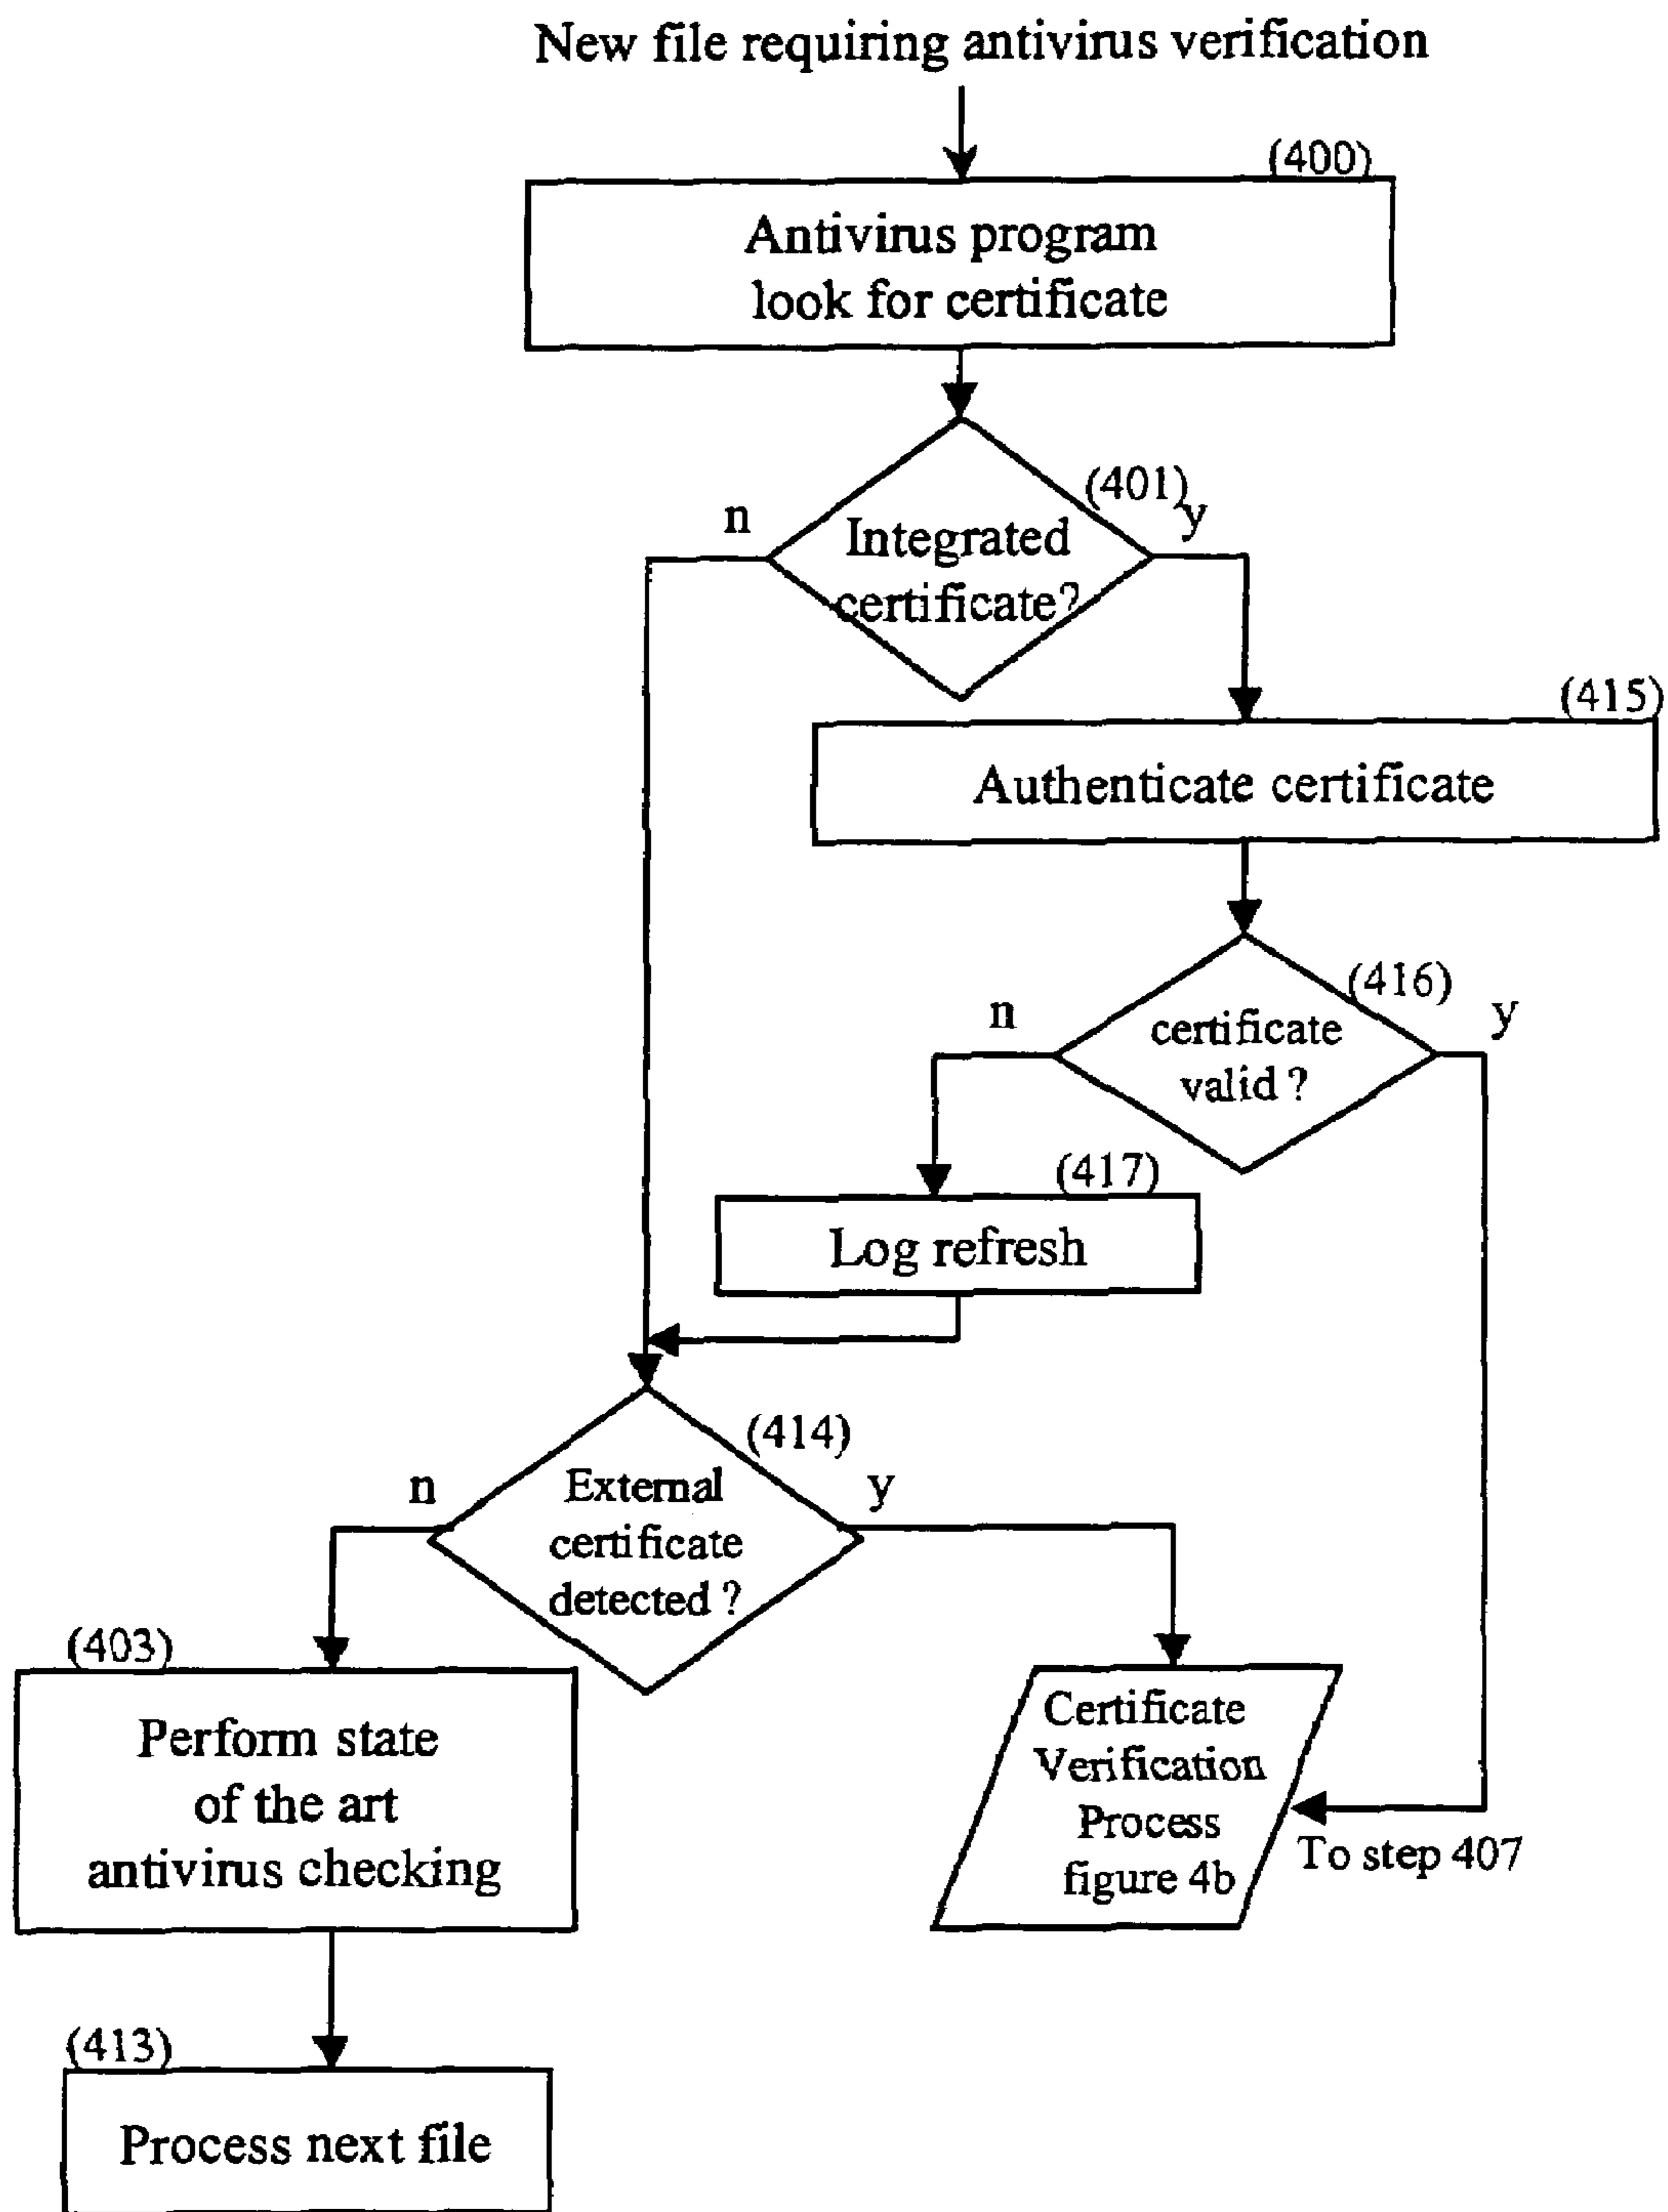 New file requiring antivirus verification
(400)
Antivirus program
look for certificate
(401)
n
y
Integrated
certificate?
(415)
Authenticate certificate
(416)
n
y
certificate
valid ?
(417)
Log refresh
(414)
n
y
External
certificate
detected ?
(403)
Perform state
of the art
antivirus checking
Certificate
Verification
Process
figure 4b
To step 407
(413)
Process next file